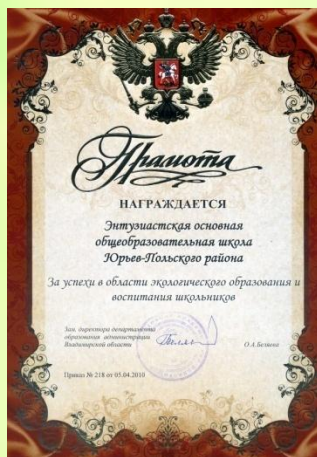 Грамота
НАГРАЖДАЕТСЯ
Энтузиастская основная
общеобразовательная школа
Юрьев-Польского района
За успехи в области экологического образования и
воспитания школьников
Зам. директора департамента
образования администрации
Владимирской области
О.А.Беляева
Приказ № 218 от 05.04.2010